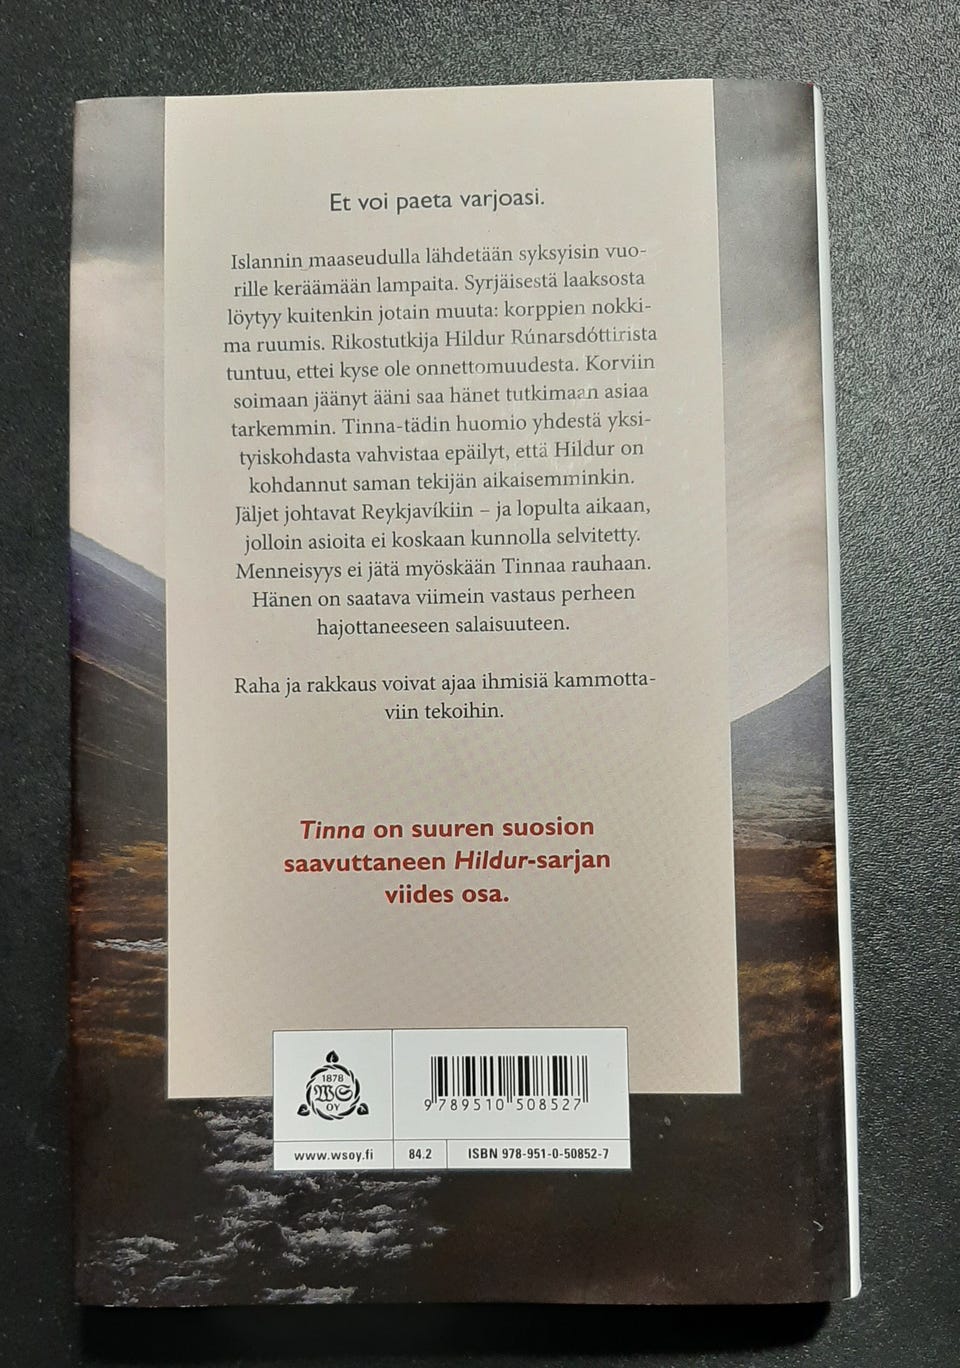 Et voi paeta varjoasi.
Islannin maaseudulla lähdetään syksyisin vuo-
rille keräämään lampaita. Syrjäisestä laaksosta
löytyy kuitenkin jotain muuta: korppien nokki-
ma ruumis. Rikostutkija Hildur Rúnarsdóttirista
tuntuu, ettei kyse ole onnettomuudesta. Korviin
soimaan jäänyt ääni saa hänet tutkimaan asiaa
tarkemmin. Tinna-tädin huomio yhdestä yksi-
tyiskohdasta vahvistaa epäilyt, että Hildur on
kohdannut saman tekijän aikaisemminkin.
Jäljet johtavat Reykjavíkiin – ja lopulta aikaan,
jolloin asioita ei koskaan kunnolla selvitetty.
Menneisyys ei jätä myöskään Tinnaa rauhaan.
Hänen on saatava viimein vastaus perheen
hajottaneeseen salaisuuteen.
Raha ja rakkaus voivat ajaa ihmisiä kammotta-
viin tekoihin.
Tinna on suuren suosion
saavuttaneen Hildur-sarjan
viides osa.
1878
WS
OY
9 789510 508527
www.wsoy.fi
84.2
ISBN 978-951-0-50852-7